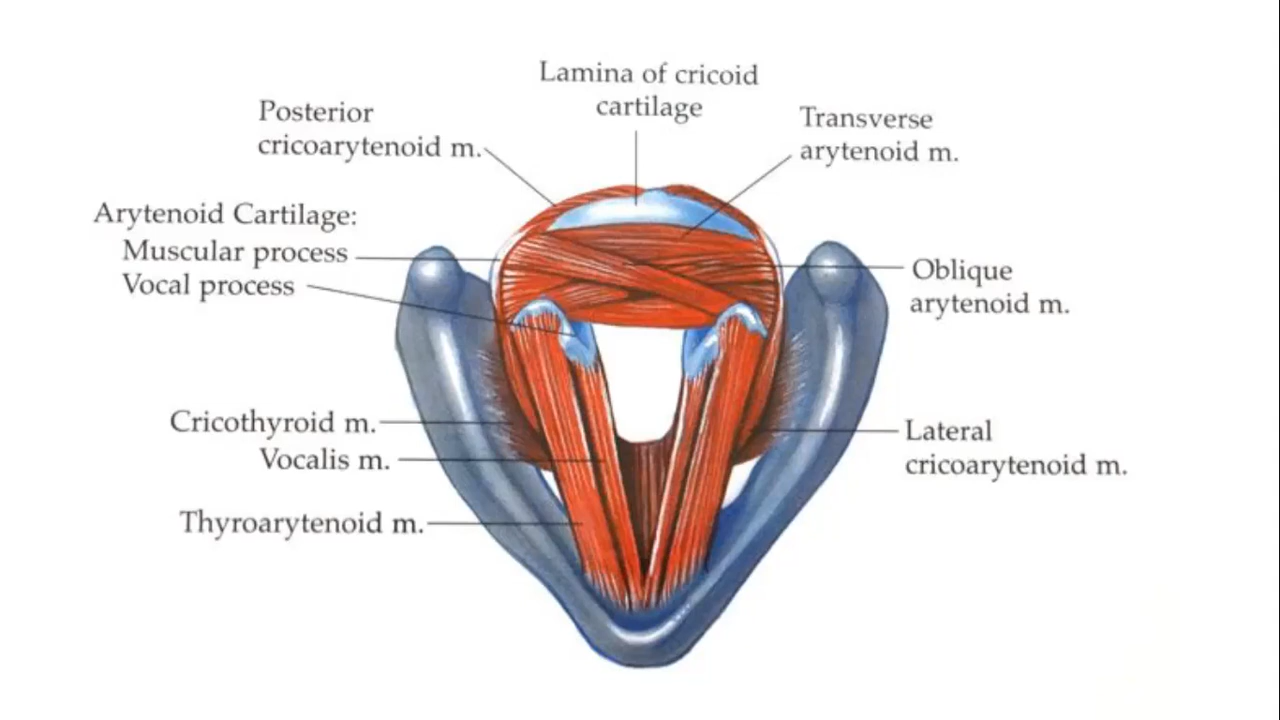 Lamina of cricoid
cartilage
Posterior
cricoarytenoid m.
Transverse
arytenoid m.
Arytenoid Cartilage:
Muscular process
Vocal process
Oblique
arytenoid m.
Cricothyroid m.
Vocalis m.
Thyroarytenoid m.
Lateral
cricoarytenoid m.